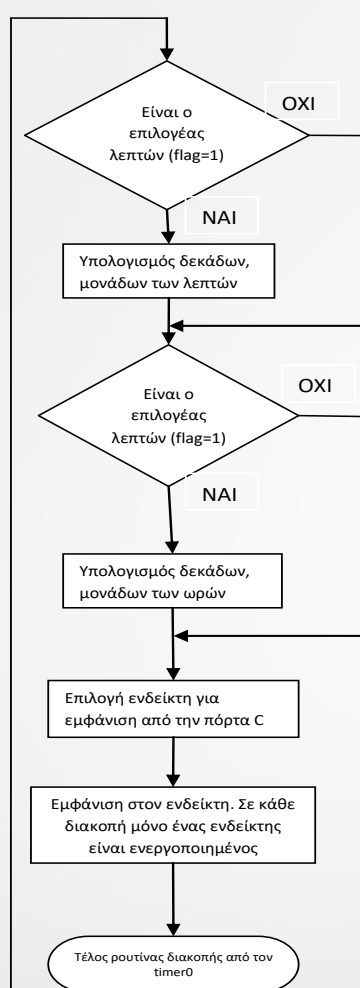 Είναι ο
επιλογέας
λεπτών (flag=1)
ΟΧΙ
ΝΑΙ
Υπολογισμός δεκάδων,
μονάδων των λεπτών
Είναι ο
επιλογέας
λεπτών (flag=1)
ΟΧΙ
ΝΑΙ
Υπολογισμός δεκάδων,
μονάδων των ωρών
Επιλογή ενδείκτη για
εμφάνιση από την πόρτα C
Εμφάνιση στον ενδείκτη. Σε κάθε
διακοπή μόνο ένας ενδείκτης
είναι ενεργοποιημένος
Τέλος ρουτίνας διακοπής από τον
timer0